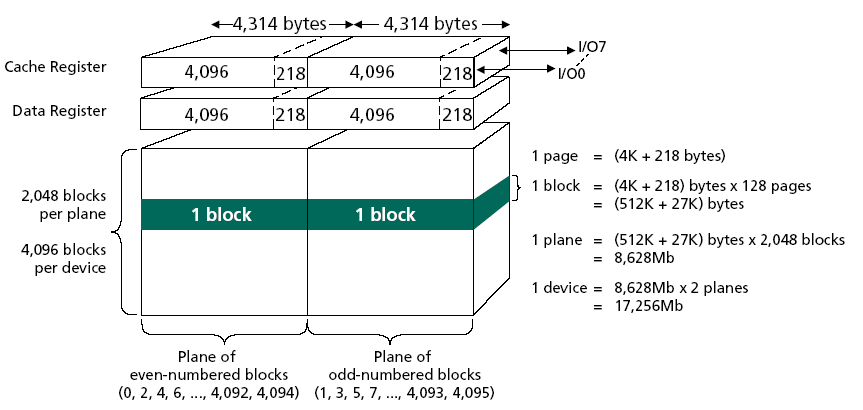 4,314 bytes 4,314 bytes
I/O7
Cache Register 4,096 218 4,096 218
I/O0
Data Register 4,096 218 4,096 218
1 page = (4K + 218 bytes)
2,048 blocks
per plane
4,096 blocks
per device
1 block 1 block
1 block = (4K + 218) bytes x 128 pages
= (512K + 27K) bytes
1 plane = (512K + 27K) bytes x 2,048 blocks
= 8,628Mb
1 device = 8,628Mb x 2 planes
= 17,256Mb
Plane of
even-numbered blocks
(0, 2, 4, 6, ..., 4,092, 4,094)
Plane of
odd-numbered blocks
(1, 3, 5, 7, ..., 4,093, 4,095)